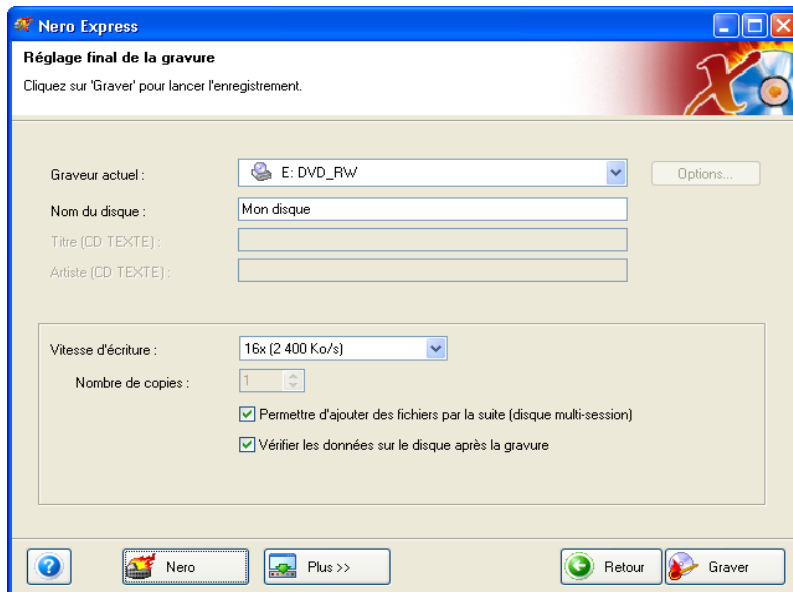 Nero Express
Réglage final de la gravure
Cliquez sur 'Graver' pour lancer l'enregistrement.
Graveur actuel : E: DVD_RW Options...
Nom du disque : Mon disque
Titre (CD TEXTE) :
Artiste (CD TEXTE) :
Vitesse d'écriture : 16x (2 400 Ko/s)
Nombre de copies : 1
Permettre d'ajouter des fichiers par la suite (disque multi-session)
Vérifier les données sur le disque après la gravure
Nero Plus >> Retour Graver